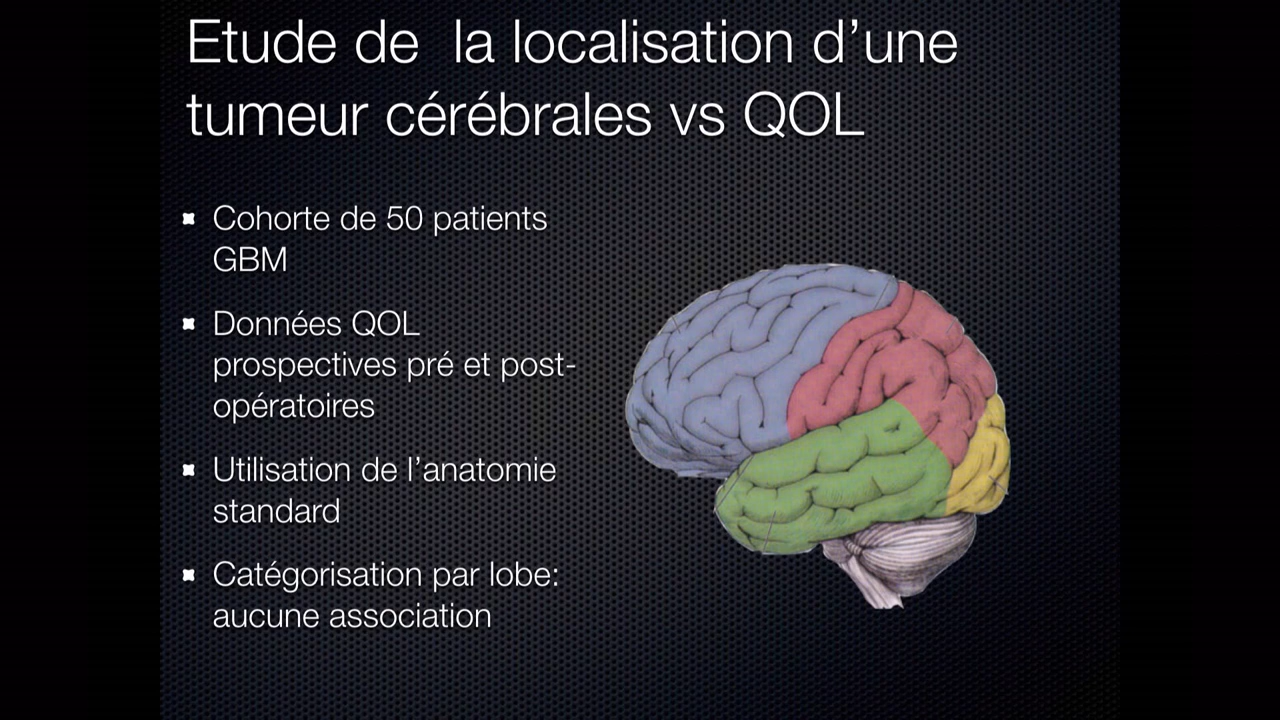 Etude de la localisation d'une
tumeur cérébrales vs QOL
Cohorte de 50 patients
GBM
Données QOL
prospectives pré et post-
opératoires
Utilisation de l'anatomie
standard
Catégorisation par lobe:
aucune association